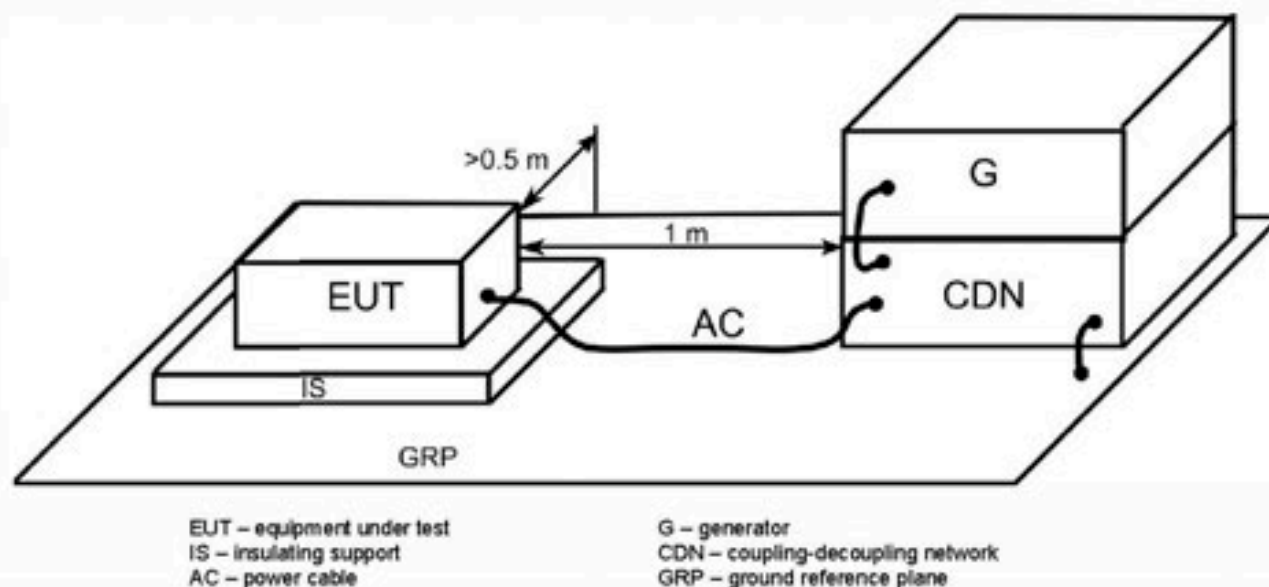 >0.5 m
G
1 m
EUT
CDN
AC
IS
GRP
EUT – equipment under test
G – generator
IS – insulating support
CDN – coupling-decoupling network
AC – power cable
GRP – ground reference plane